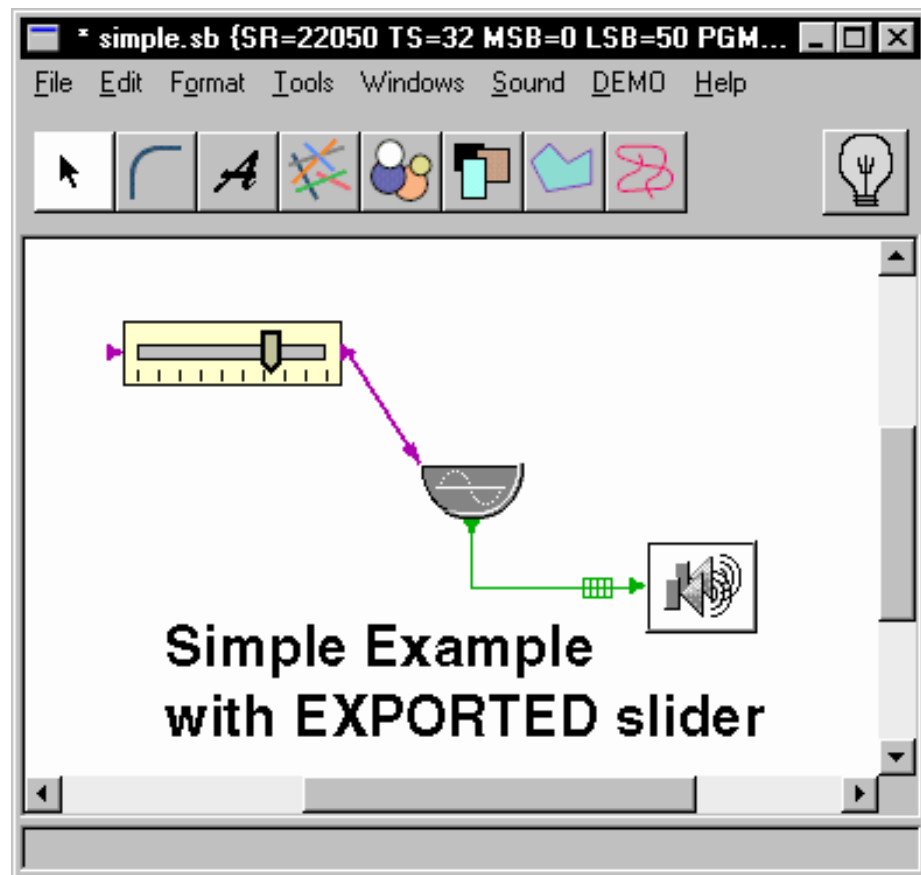 * simple.sb {SR=22050 TS=32 MSB=0 LSB=50 PGM...
File Edit Format Tools Windows Sound DEMO Help
A
Simple Example
with EXPORTED slider